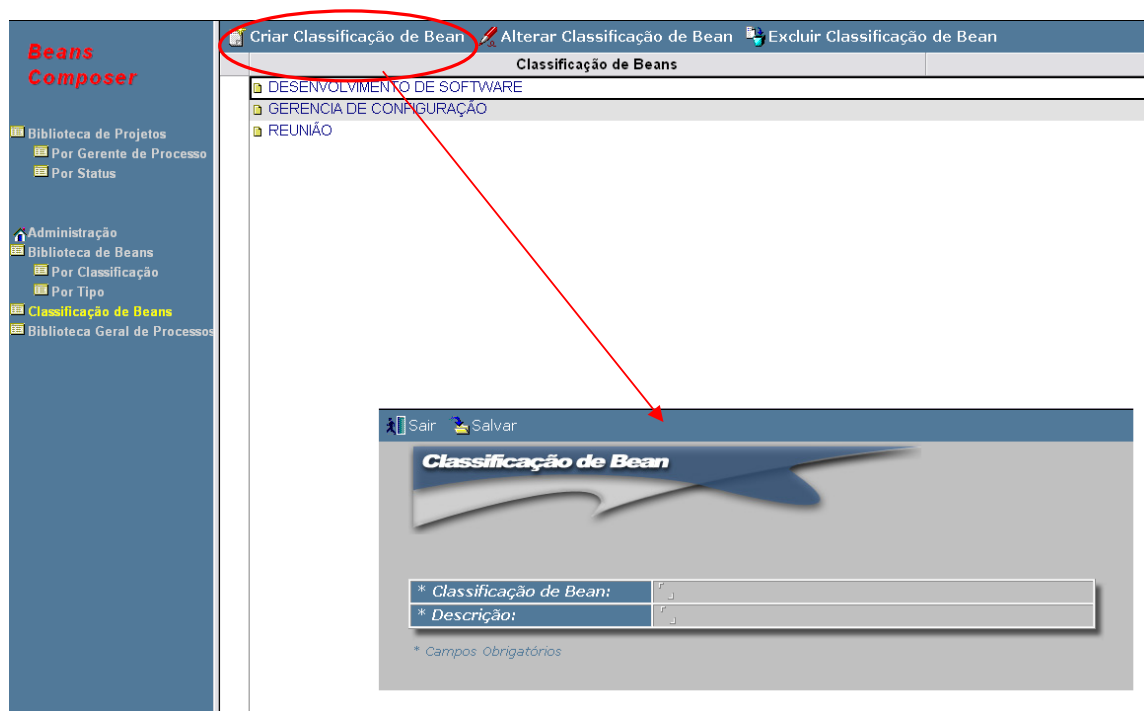 Beans
Composer
Biblioteca de Projetos
Por Gerente de Processo
Por Status
Administração
Biblioteca de Beans
Por Classificação
Por Tipo
Classificação de Beans
Biblioteca Geral de Processos
Criar Classificação de Bean Alterar Classificação de Bean Excluir Classificação de Bean
Classificação de Beans
DESENVOLVIMENTO DE SOFTWARE
GERENCIA DE CONFIGURAÇÃO
REUNIÃO
Sair Salvar
Classificação de Bean
* Classificação de Bean:
* Descrição:
* Campos Obrigatórios